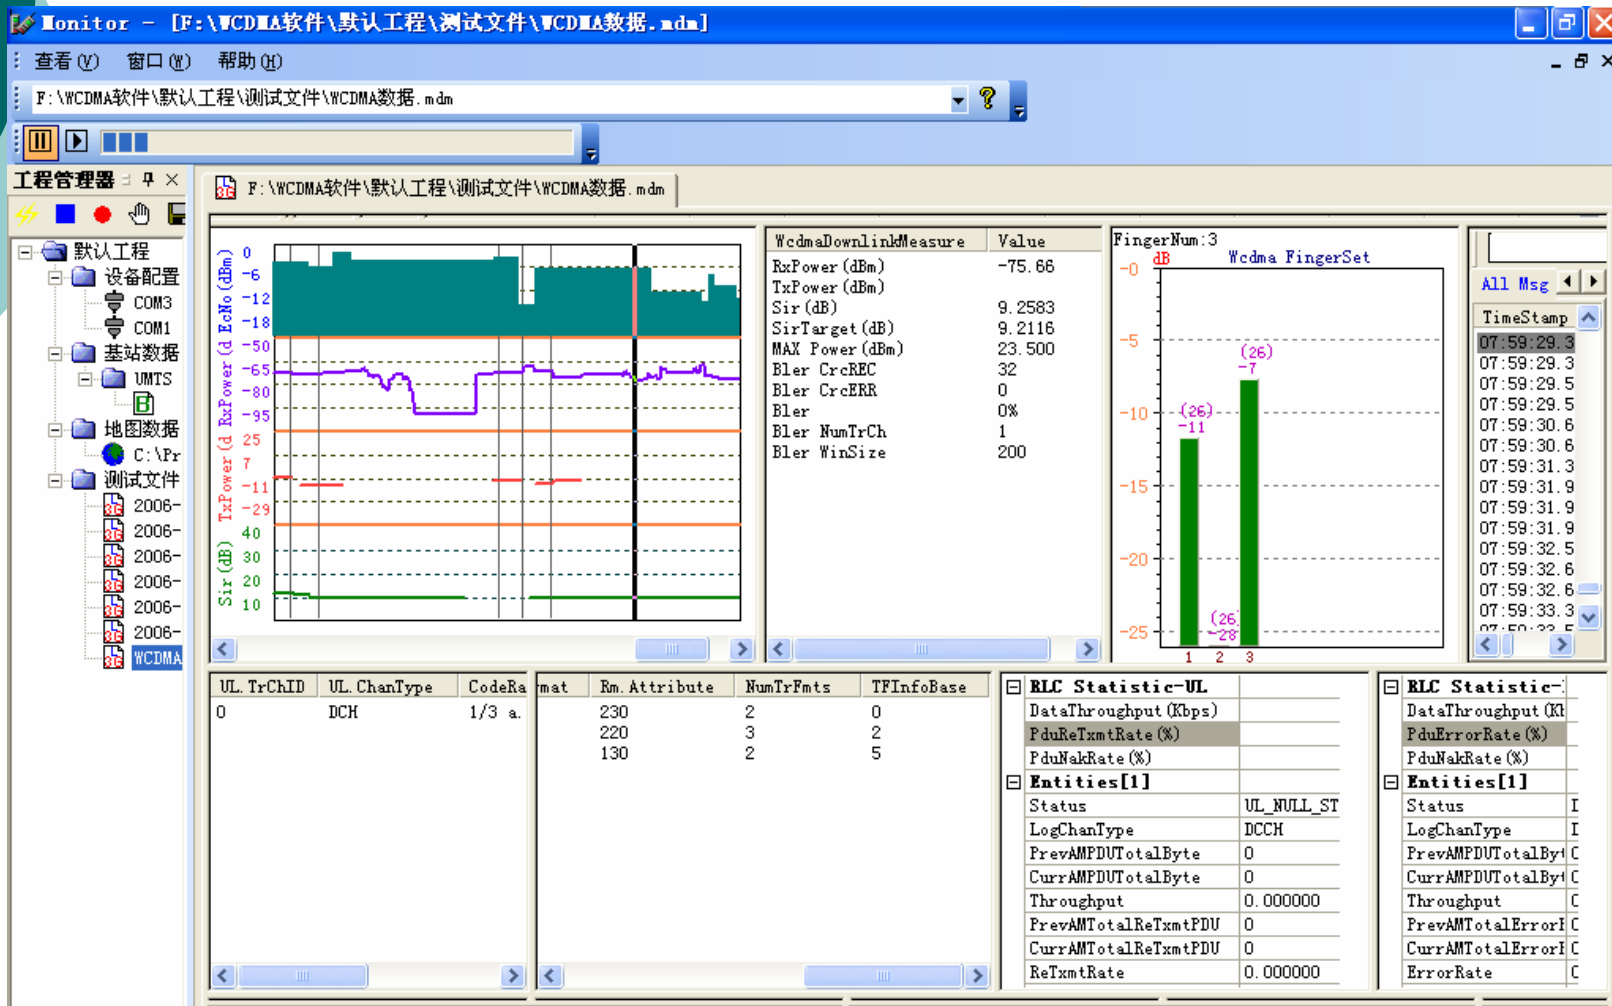 Monitor - [F:\WCDMA软件\默认工程\测试文件\WCDMA数据.mdm]
查看(V) 窗口(W) 帮助(H)
F:\WCDMA软件\默认工程\测试文件\WCDMA数据.mdm
工程管理器
默认工程
设备配置
COM3
COM1
基站数据
UMTS
B
地图数据
C:\Pr
测试文件
2006-
2006-
2006-
2006-
2006-
2006-
WCDMA
F:\WCDMA软件\默认工程\测试文件\WCDMA数据.mdm
EcNo(dBm)
0
-6
-12
-18
RxPower(d
-50
-65
-80
-95
TxPower(d
25
7
-11
-29
Sir(dB)
40
30
20
10
WcdmaDownlinkMeasure Value
RxPower(dBm) -75.66
TxPower(dBm)
Sir(dB) 9.2583
SirTarget(dB) 9.2116
MAX Power(dBm) 23.500
Bler CrcREC 32
Bler CrcERR 0
Bler 0%
Bler NumTrCh 1
Bler WinSize 200
FingerNum:3
dB Wcdma FingerSet
-0
-5
-10
-15
-20
-25
(26)
-11
(26
-28
(26)
-7
1 2 3
All Msg
TimeStamp
07:59:29.3
07:59:29.3
07:59:29.5
07:59:29.5
07:59:30.6
07:59:30.6
07:59:31.3
07:59:31.9
07:59:31.9
07:59:31.9
07:59:32.5
07:59:32.6
07:59:32.6
07:59:33.3
UL.TrChID UL.ChanType CodeRa
0 DCH 1/3 a.
rmat Rm.Attribute NumTrFmts TFInfoBase
230 2 0
220 3 2
130 2 5
RLC Statistic-UL
DataThroughput(Kbps)
PduReTxmtRate(%)
PduNakRate(%)
Entities[1]
Status UL_NULL_ST
LogChanType DCCH
PrevAMPDUTotalByte 0
CurrAMPDUTotalByte 0
Throughput 0.000000
PrevAMTotalReTxmtPDU 0
CurrAMTotalReTxmtPDU 0
ReTxmtRate 0.000000
RLC Statistic-
DataThroughput(Kb
PduErrorRate(%)
PduNakRate(%)
Entities[1]
Status
LogChanType
PrevAMPDUTotalByt
CurrAMPDUTotalByt
Throughput
PrevAMTotalError
CurrAMTotalError
ErrorRate